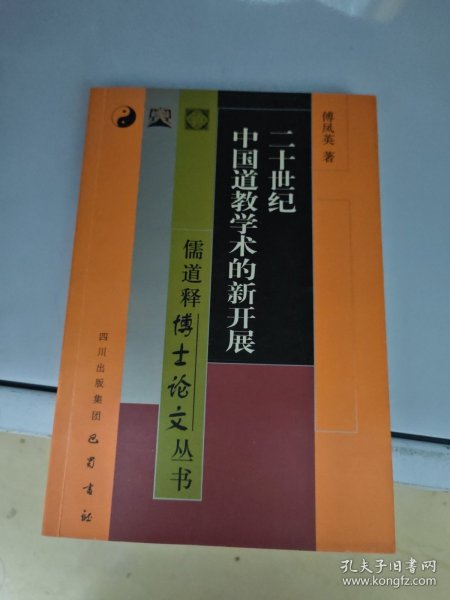 傅凤英 著
二十世纪
中国道教学术的新开展
儒道释博士论文丛书
四川出版集团 巴蜀书社
孔夫子旧书网
www.kongfz.com